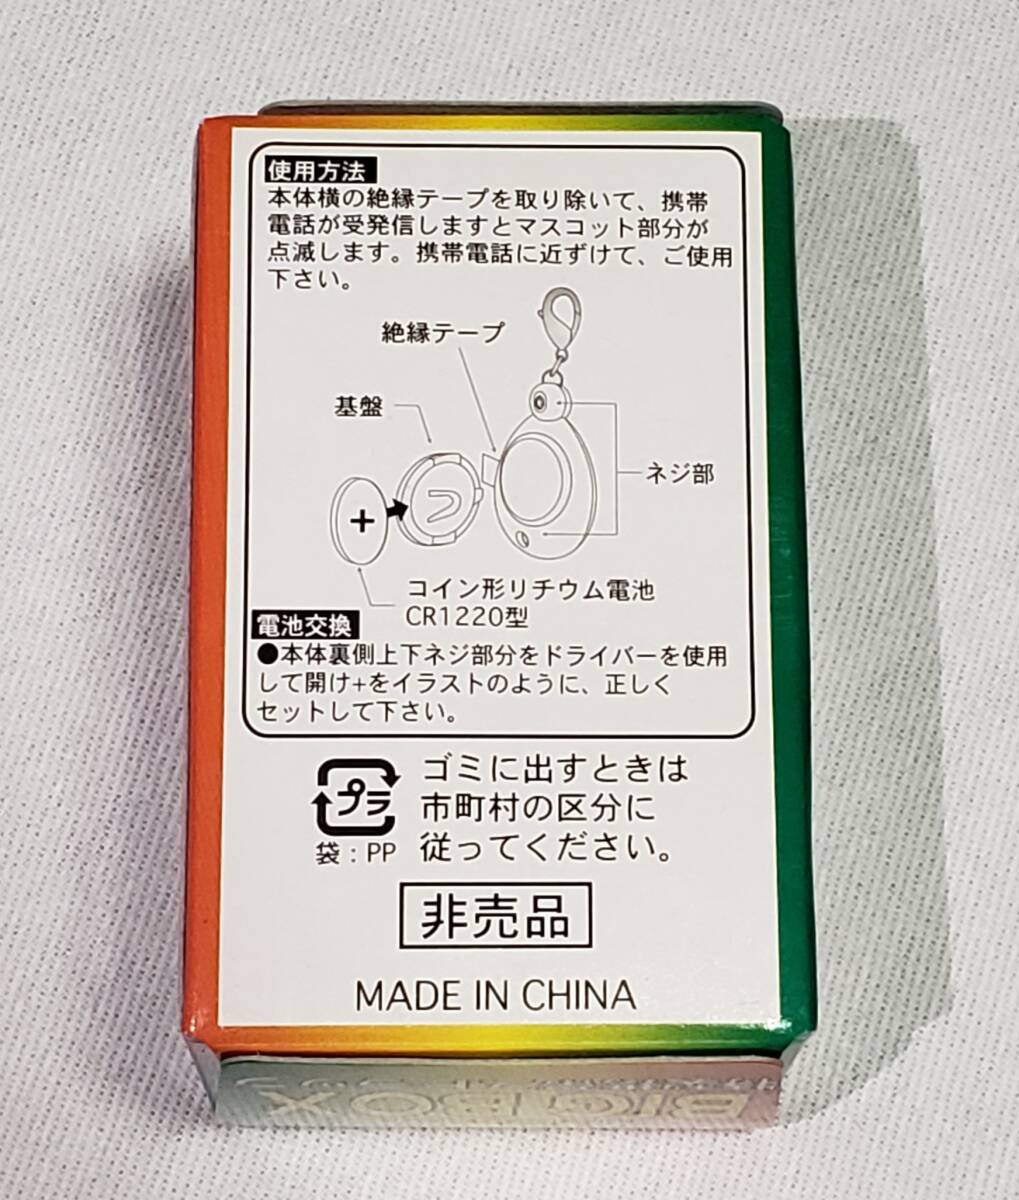 使用方法
本体横の絶縁テープを取り除いて、携帯
電話が受発信しますとマスコット部分が
点滅します。携帯電話に近ずけて、ご使用
下さい。
絶縁テープ
基盤
ネジ部
+
コイン形リチウム電池
CR1220型
電池交換
●本体裏側上下ネジ部分をドライバーを使用
して開け+をイラストのように、正しく
セットして下さい。
プラ
袋:PP
ゴミに出すときは
市町村の区分に
従ってください。
非売品
MADE IN CHINA
BIG BOX